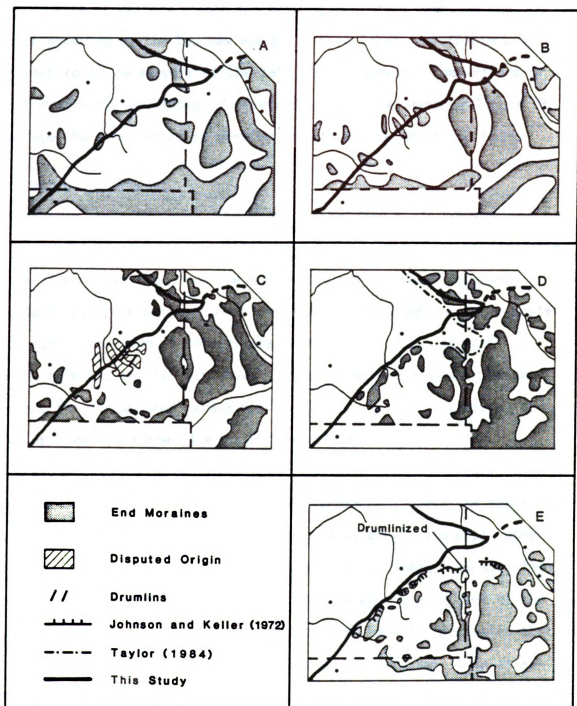 A
B
C
D
End Moraines
Disputed Origin
Drumlins
Johnson and Keller (1972)
Taylor (1984)
This Study
E
Drumlinized